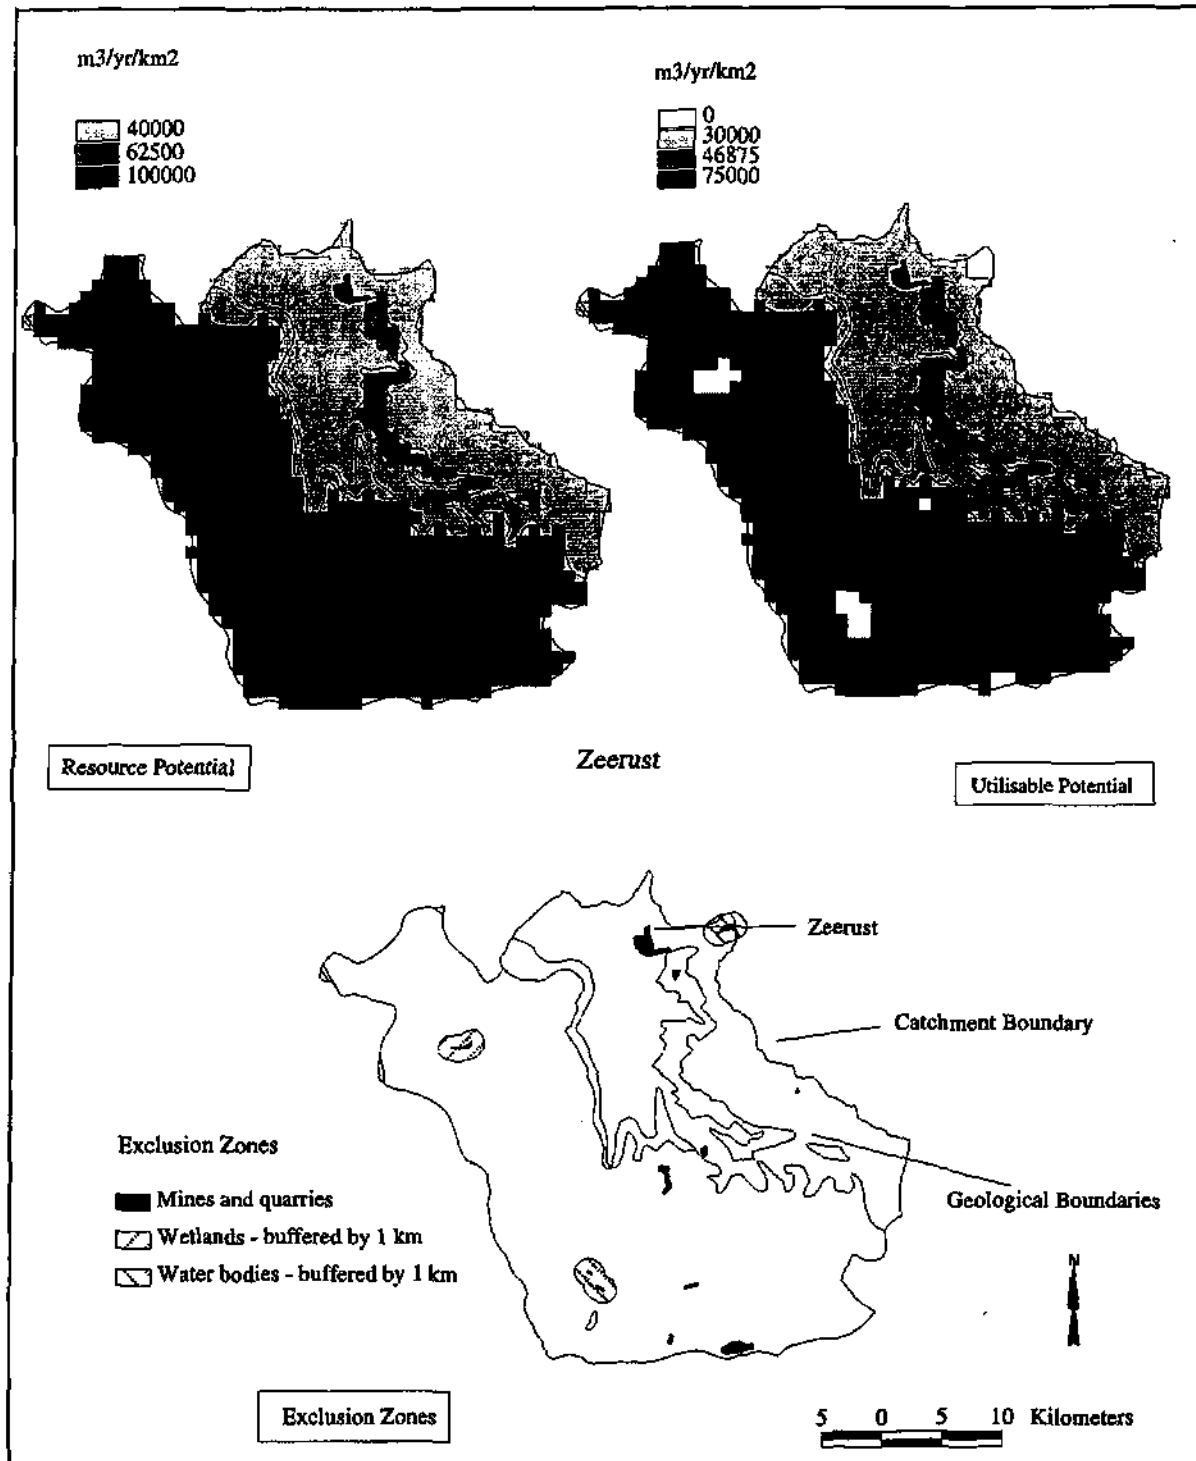 m3/yr/km2
40000
62500
100000
m3/yr/km2
0
30000
46875
75000
Resource Potential
Zeerust
Utilisable Potential
Zeerust
Catchment Boundary
Geological Boundaries
Exclusion Zones
Mines and quarries
Wetlands - buffered by 1 km
Water bodies - buffered by 1 km
N
Exclusion Zones
5 0 5 10 Kilometers